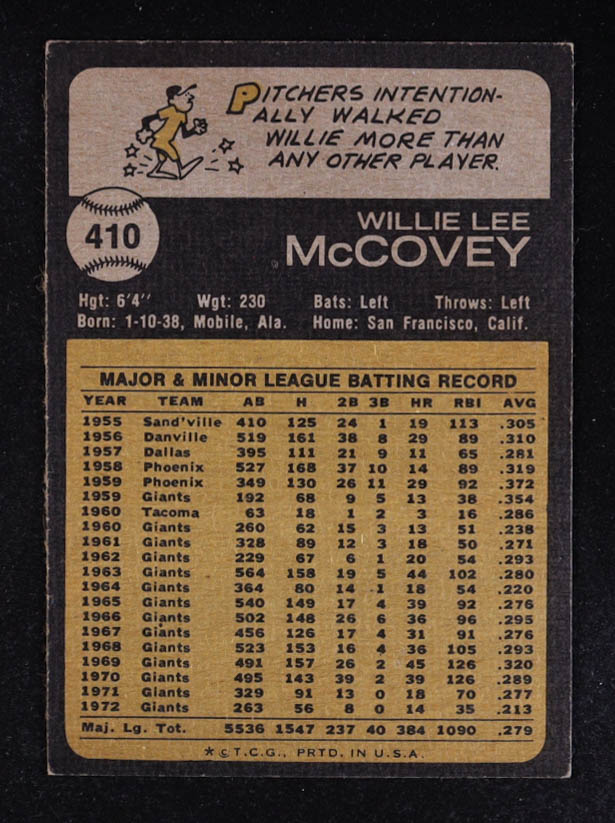 PITCHERS INTENTION-
ALLY WALKED
WILLIE MORE THAN
ANY OTHER PLAYER.
410
WILLIE LEE
McCOVEY
Hgt: 6'4" Wgt: 230 Bats: Left Throws: Left
Born: 1-10-38, Mobile, Ala. Home: San Francisco, Calif.
MAJOR & MINOR LEAGUE BATTING RECORD
YEAR TEAM AB H 2B 3B HR RBI AVG
1955 Sand'ville 410 125 24 1 19 113 .305
1956 Danville 519 161 38 8 29 89 .310
1957 Dallas 395 111 21 9 11 65 .281
1958 Phoenix 527 168 37 10 14 89 .319
1959 Phoenix 349 130 26 11 29 92 .372
1959 Giants 192 68 9 5 13 38 .354
1960 Tacoma 63 18 1 2 3 16 .286
1960 Giants 260 62 15 3 13 51 .238
1961 Giants 328 89 12 3 18 50 .271
1962 Giants 229 67 6 1 20 54 .293
1963 Giants 564 158 19 5 44 102 .280
1964 Giants 364 80 14 1 18 54 .220
1965 Giants 540 149 17 4 39 92 .276
1966 Giants 502 148 26 6 36 96 .295
1967 Giants 456 126 17 4 31 91 .276
1968 Giants 523 153 16 4 36 105 .293
1969 Giants 491 157 26 2 45 126 .320
1970 Giants 495 143 39 2 39 126 .289
1971 Giants 329 91 13 0 18 70 .277
1972 Giants 263 56 8 0 14 35 .213
Maj. Lg. Tot. 5536 1547 237 40 384 1090 .279
* © T.C.G., PRTD. IN U.S.A.